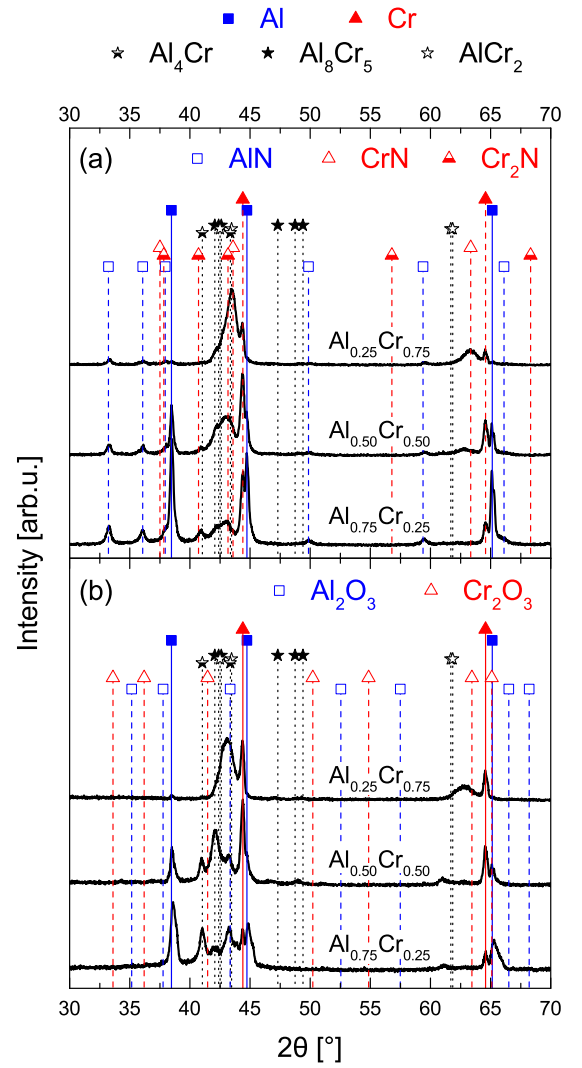 Al Cr
Al₄Cr Al₈Cr₅ AlCr₂
30 35 40 45 50 55 60 65 70
(a) AlN CrN Cr₂N
Al₀.₂₅Cr₀.₇₅
Al₀.₅₀Cr₀.₅₀
Al₀.₇₅Cr₀.₂₅
Intensity [arb.u.]
(b) Al₂O₃ Cr₂O₃
Al₀.₂₅Cr₀.₇₅
Al₀.₅₀Cr₀.₅₀
Al₀.₇₅Cr₀.₂₅
30 35 40 45 50 55 60 65 70
2θ [°]